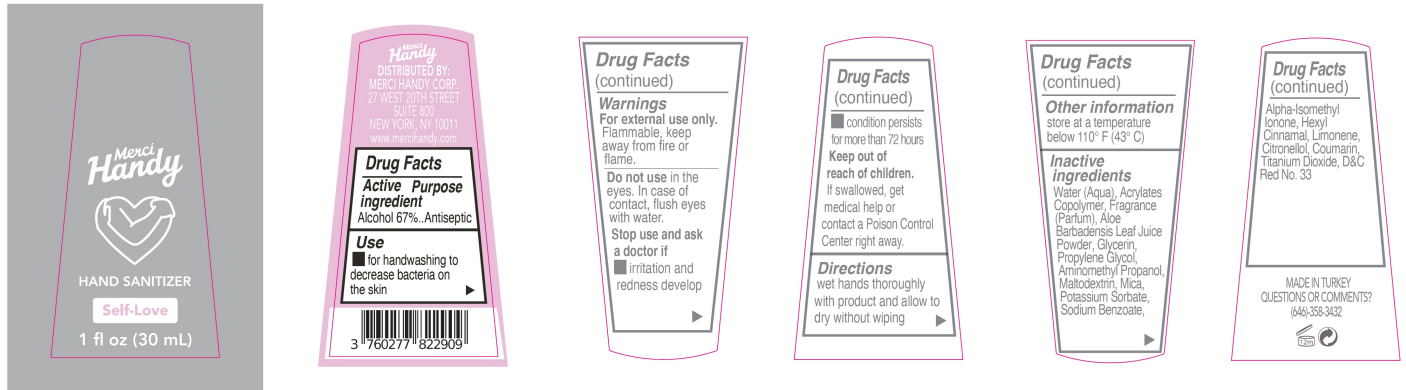 Merci
Handy
HAND SANITIZER
Self-Love
1 fl oz (30 mL)
Merci
Handy
DISTRIBUTED BY:
MERCI HANDY CORP.
27 WEST 20TH STREET
SUITE 800
NEW YORK, NY 10011
www.mercihandy.com
Drug Facts
Active Purpose
ingredient
Alcohol 67%..Antiseptic
Use
■ for handwashing to
decrease bacteria on
the skin
3 760277 822909
Drug Facts
(continued)
Warnings
For external use only.
Flammable, keep
away from fire or
flame.
Do not use in the
eyes. In case of
contact, flush eyes
with water.
Stop use and ask
a doctor if
■ irritation and
redness develop
Drug Facts
(continued)
■ condition persists
for more than 72 hours
Keep out of
reach of children.
If swallowed, get
medical help or
contact a Poison Control
Center right away.
Directions
wet hands thoroughly
with product and allow to
dry without wiping
Drug Facts
(continued)
Other information
store at a temperature
below 110° F (43° C)
Inactive
ingredients
Water (Aqua), Acrylates
Copolymer, Fragrance
(Parfum), Aloe
Barbadensis Leaf Juice
Powder, Glycerin,
Propylene Glycol,
Aminomethyl Propanol,
Maltodextrin, Mica,
Potassium Sorbate,
Sodium Benzoate,
Drug Facts
(continued)
Alpha-Isomethyl
Ionone, Hexyl
Cinnamal, Limonene,
Citronellol, Coumarin,
Titanium Dioxide, D&C
Red No. 33
MADE IN TURKEY
QUESTIONS OR COMMENTS?
(646)-358-3432
12m